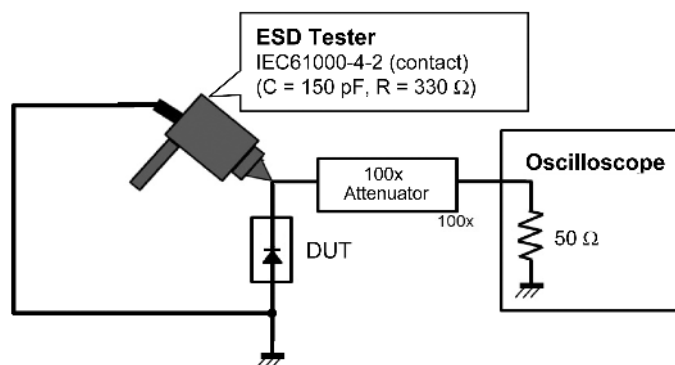 ESD Tester
IEC61000-4-2 (contact)
(C = 150 pF, R = 330 Ω)
100x
Attenuator
100x
Oscilloscope
50 Ω
DUT